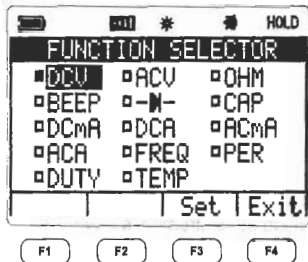 HOLD
FUNCTION SELECTOR
DCV ACV OHM
BEEP CAP
DCmA DCA ACmA
ACA FREQ PER
DUTY TEMP
Set Exit
F1 F2 F3 F4